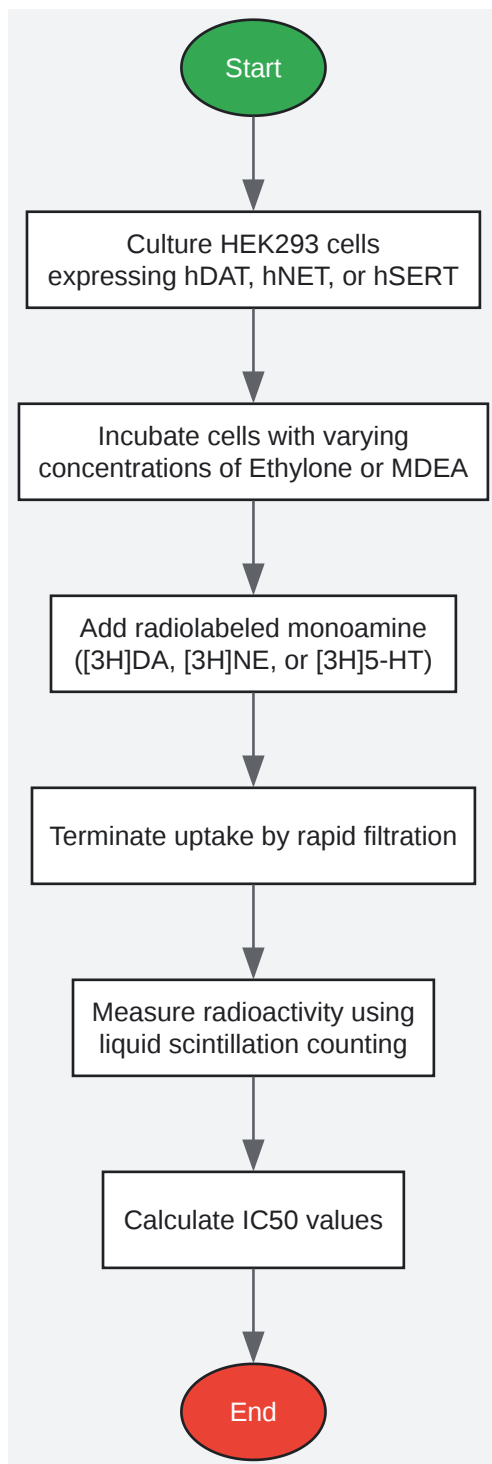 Start
Culture HEK293 cells
expressing hDAT, hNET, or hSERT
Incubate cells with varying
concentrations of Ethylone or MDEA
Add radiolabeled monoamine
([3H]DA, [3H]NE, or [3H]5-HT)
Terminate uptake by rapid filtration
Measure radioactivity using
liquid scintillation counting
Calculate IC50 values
End